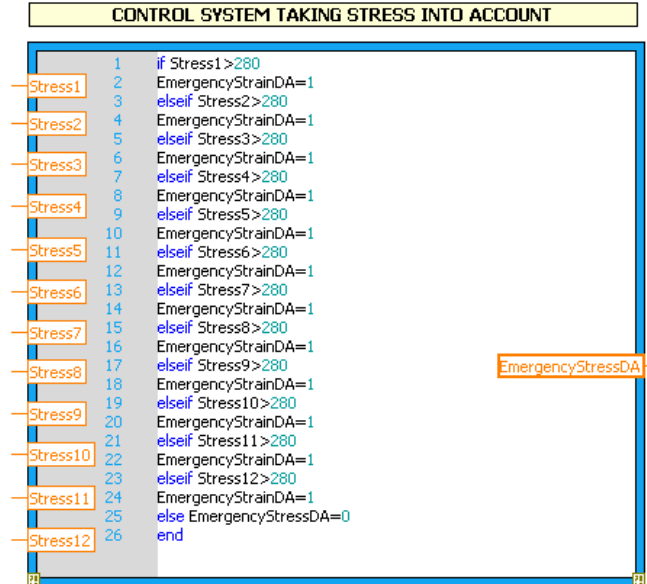 CONTROL SYSTEM TAKING STRESS INTO ACCOUNT
Stress1
Stress2
Stress3
Stress4
Stress5
Stress6
Stress7
Stress8
Stress9
Stress10
Stress11
Stress12
1 if Stress1>280
2 EmergencyStrainDA=1
3 elseif Stress2>280
4 EmergencyStrainDA=1
5 elseif Stress3>280
6 EmergencyStrainDA=1
7 elseif Stress4>280
8 EmergencyStrainDA=1
9 elseif Stress5>280
10 EmergencyStrainDA=1
11 elseif Stress6>280
12 EmergencyStrainDA=1
13 elseif Stress7>280
14 EmergencyStrainDA=1
15 elseif Stress8>280
16 EmergencyStrainDA=1
17 elseif Stress9>280
18 EmergencyStrainDA=1
19 elseif Stress10>280
20 EmergencyStrainDA=1
21 elseif Stress11>280
22 EmergencyStrainDA=1
23 elseif Stress12>280
24 EmergencyStrainDA=1
25 else EmergencyStressDA=0
26 end
EmergencyStressDA